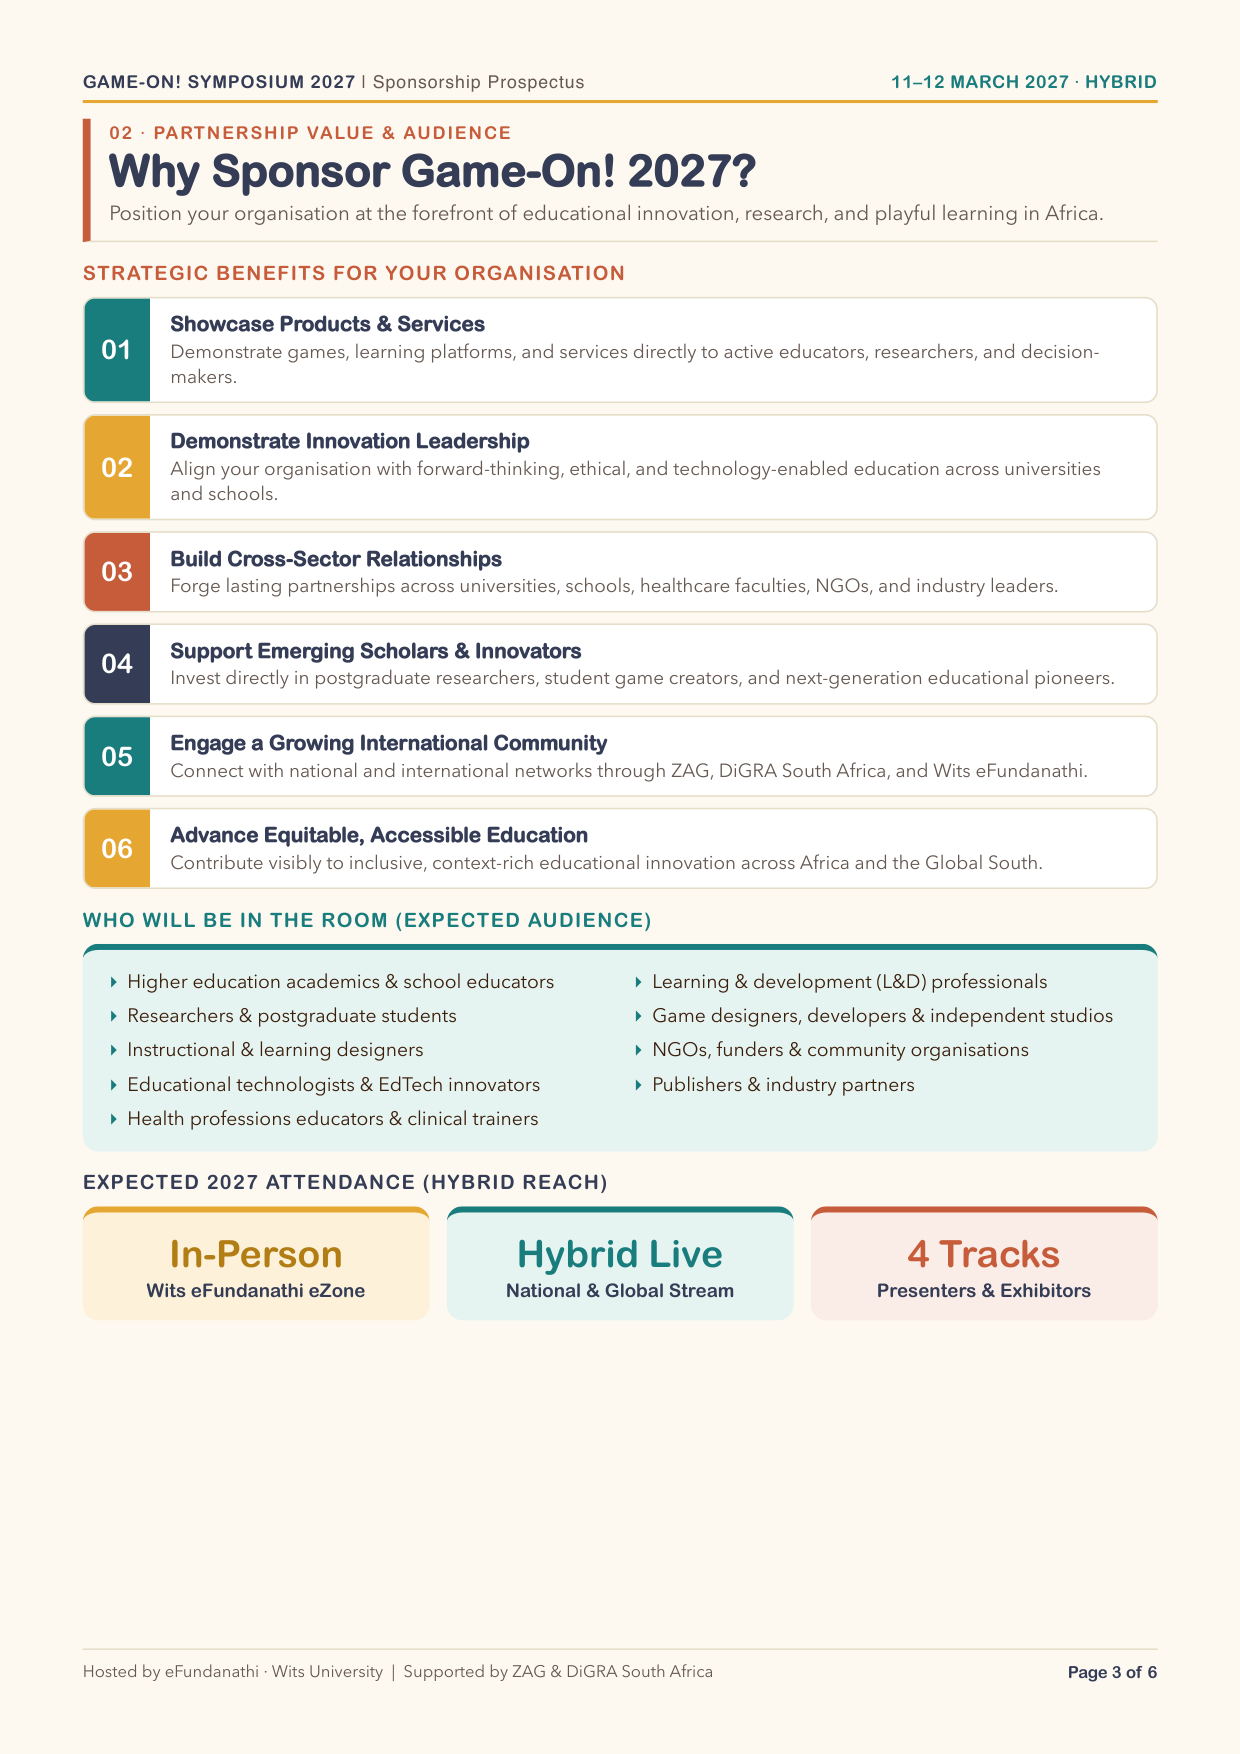 GAME-ON! SYMPOSIUM 2027 | Sponsorship Prospectus
11–12 MARCH 2027 · HYBRID
02 · PARTNERSHIP VALUE & AUDIENCE
Why Sponsor Game-On! 2027?
Position your organisation at the forefront of educational innovation, research, and playful learning in Africa.
STRATEGIC BENEFITS FOR YOUR ORGANISATION
01
Showcase Products & Services
Demonstrate games, learning platforms, and services directly to active educators, researchers, and decision-
makers.
02
Demonstrate Innovation Leadership
Align your organisation with forward-thinking, ethical, and technology-enabled education across universities
and schools.
03
Build Cross-Sector Relationships
Forge lasting partnerships across universities, schools, healthcare faculties, NGOs, and industry leaders.
04
Support Emerging Scholars & Innovators
Invest directly in postgraduate researchers, student game creators, and next-generation educational pioneers.
05
Engage a Growing International Community
Connect with national and international networks through ZAG, DiGRA South Africa, and Wits eFundanathi.
06
Advance Equitable, Accessible Education
Contribute visibly to inclusive, context-rich educational innovation across Africa and the Global South.
WHO WILL BE IN THE ROOM (EXPECTED AUDIENCE)
Higher education academics & school educators
Researchers & postgraduate students
Instructional & learning designers
Educational technologists & EdTech innovators
Health professions educators & clinical trainers
Learning & development (L&D) professionals
Game designers, developers & independent studios
NGOs, funders & community organisations
Publishers & industry partners
EXPECTED 2027 ATTENDANCE (HYBRID REACH)
In-Person
Wits eFundanathi eZone
Hybrid Live
National & Global Stream
4 Tracks
Presenters & Exhibitors
Hosted by eFundanathi · Wits University | Supported by ZAG & DiGRA South Africa
Page 3 of 6